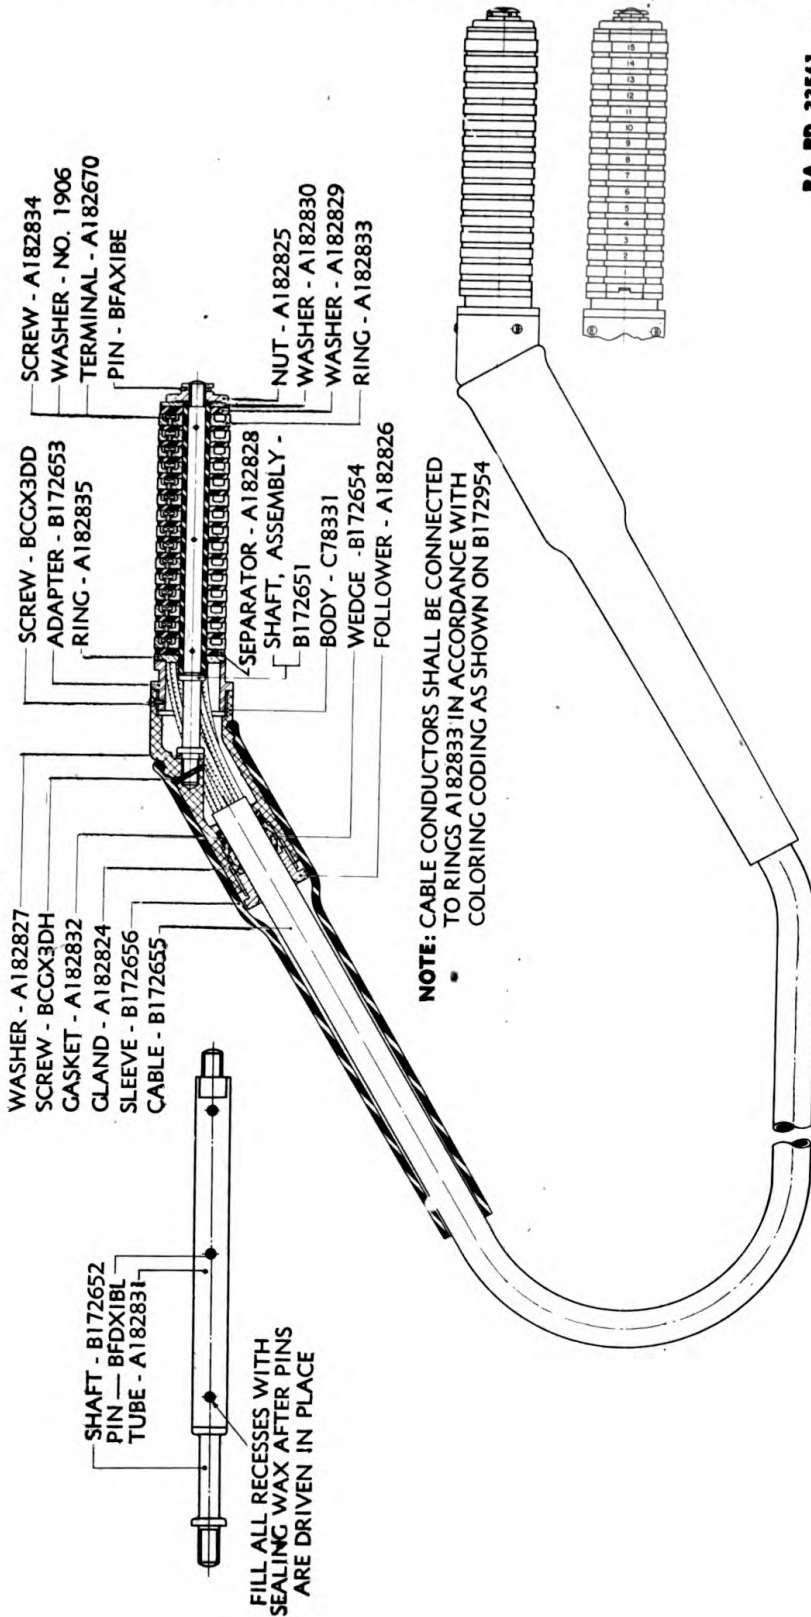 WASHER - A182827
SCREW - BCGX3DH
GASKET - A182832
GLAND - A182824
SLEEVE - B172656
CABLE - B172655
SCREW - BCGX3DD
ADAPTER - B172653
RING - A182835
SCREW - A182834
WASHER - NO. 1906
TERMINAL - A182670
PIN - BFAX1BE
NUT - A182825
WASHER - A182830
WASHER - A182829
RING - A182833
SEPARATOR - A182828
SHAFT, ASSEMBLY -
B172651
BODY - C78331
WEDGE - B172654
FOLLOWER - A182826
SHAFT - B172652
PIN — BFDX1BL
TUBE - A182831
FILL ALL RECESSES WITH
SEALING WAX AFTER PINS
ARE DRIVEN IN PLACE
NOTE: CABLE CONDUCTORS SHALL BE CONNECTED
TO RINGS A182833 IN ACCORDANCE WITH
COLORING CODING AS SHOWN ON B172954
15
14
13
12
11
10
9
8
7
6
5
4
3
2
1